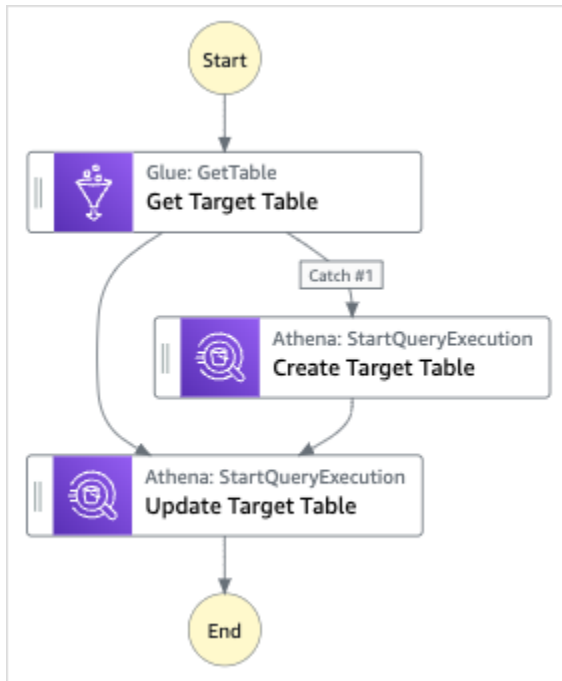 Start
Glue: GetTable
Get Target Table
Catch #1
Athena: StartQueryExecution
Create Target Table
Athena: StartQueryExecution
Update Target Table
End